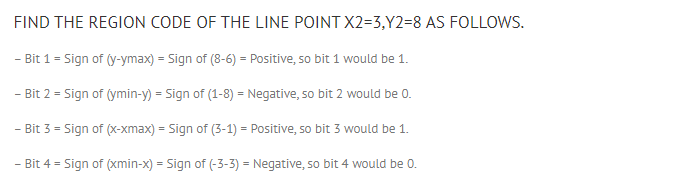 FIND THE REGION CODE OF THE LINE POINT X2=3,Y2=8 AS FOLLOWS.
– Bit 1 = Sign of (y-ymax) = Sign of (8-6) = Positive, so bit 1 would be 1.
– Bit 2 = Sign of (ymin-y) = Sign of (1-8) = Negative, so bit 2 would be 0.
– Bit 3 = Sign of (x-xmax) = Sign of (3-1) = Positive, so bit 3 would be 1.
– Bit 4 = Sign of (xmin-x) = Sign of (-3-3) = Negative, so bit 4 would be 0.